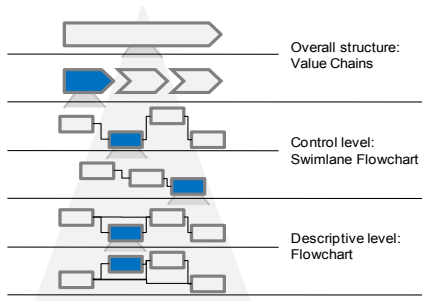 Overall structure:
Value Chains
Control level:
Swimlane Flowchart
Descriptive level:
Flowchart